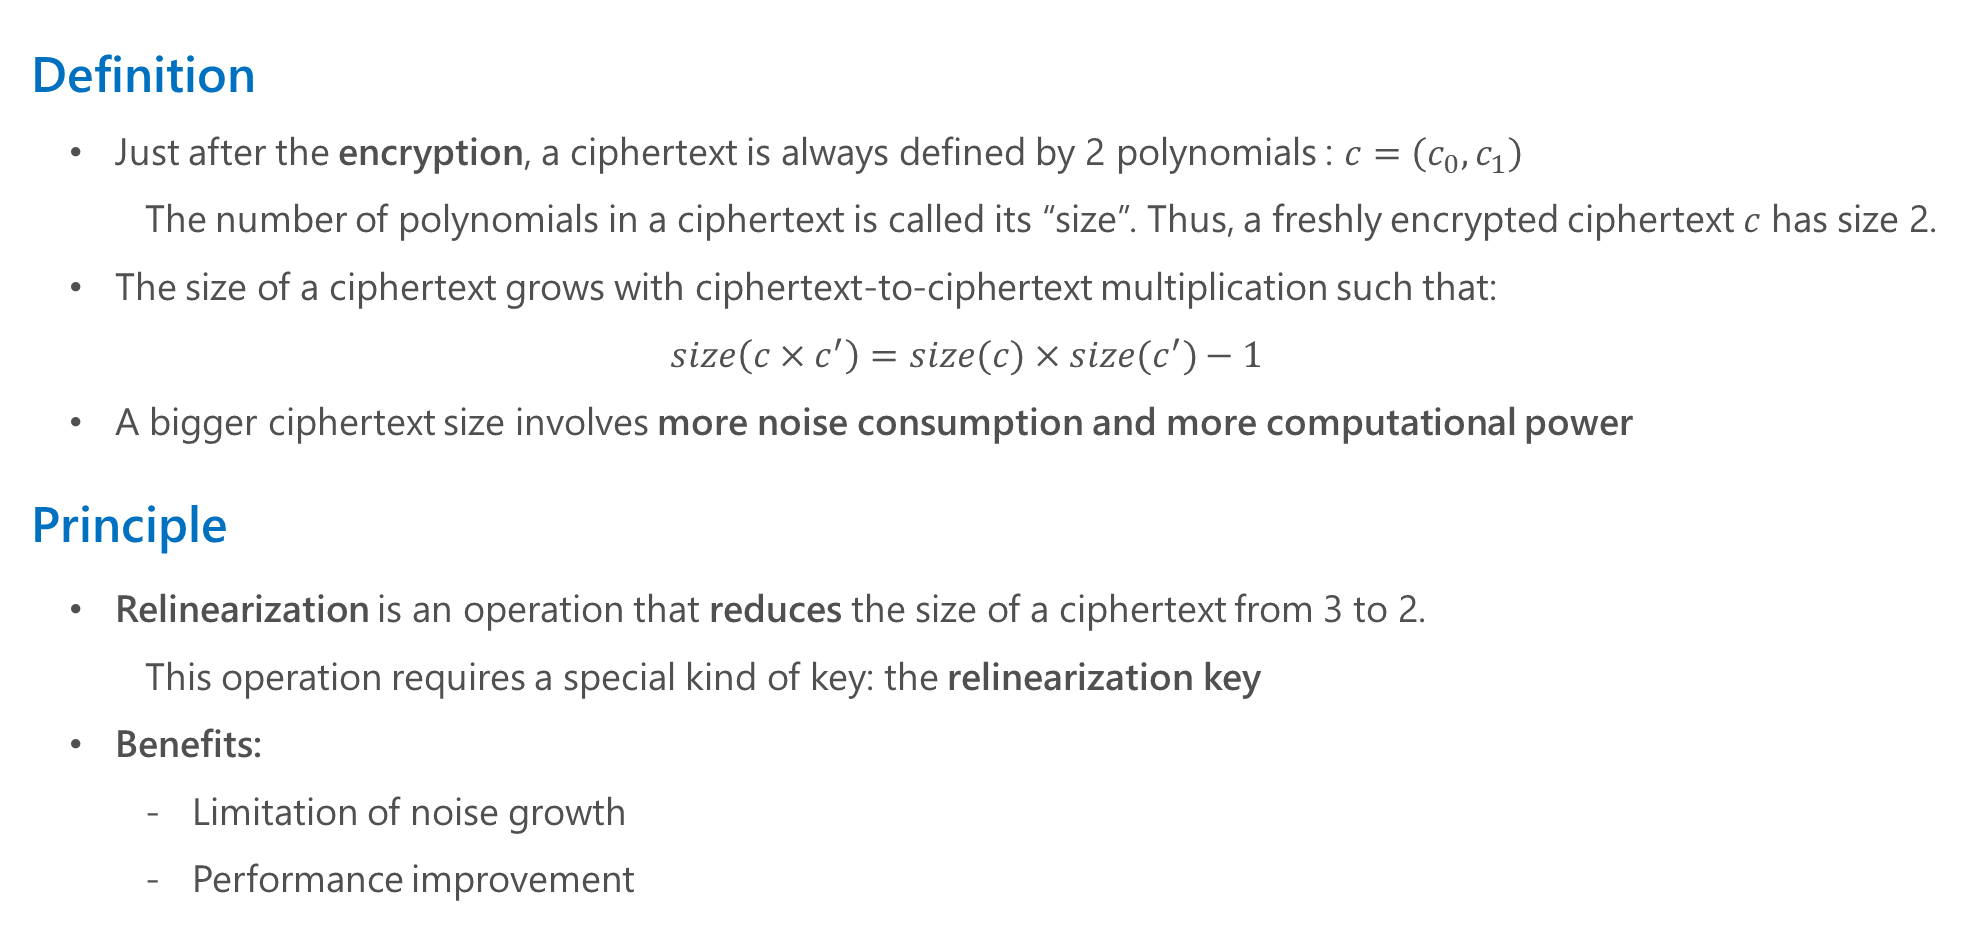 Definition
• Just after the encryption, a ciphertext is always defined by 2 polynomials : 𝑐 = (𝑐₀, 𝑐₁)
The number of polynomials in a ciphertext is called its “size”. Thus, a freshly encrypted ciphertext 𝑐 has size 2.
• The size of a ciphertext grows with ciphertext-to-ciphertext multiplication such that:
𝑠𝑖𝑧𝑒(𝑐 × 𝑐′) = 𝑠𝑖𝑧𝑒(𝑐) × 𝑠𝑖𝑧𝑒(𝑐′) − 1
• A bigger ciphertext size involves more noise consumption and more computational power
Principle
• Relinearization is an operation that reduces the size of a ciphertext from 3 to 2.
This operation requires a special kind of key: the relinearization key
• Benefits:
- Limitation of noise growth
- Performance improvement